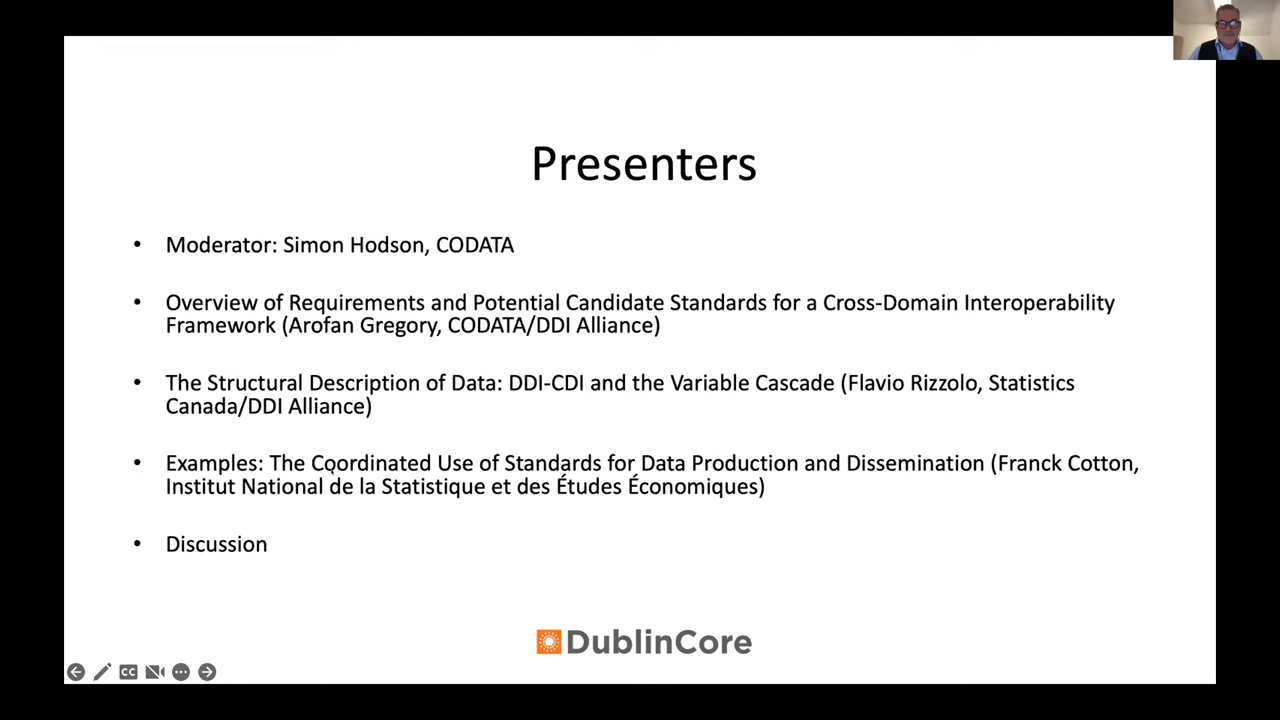 Presenters
• Moderator: Simon Hodson, CODATA
• Overview of Requirements and Potential Candidate Standards for a Cross-Domain Interoperability
Framework (Arofan Gregory, CODATA/DDI Alliance)
• The Structural Description of Data: DDI-CDI and the Variable Cascade (Flavio Rizzolo, Statistics
Canada/DDI Alliance)
• Examples: The Coordinated Use of Standards for Data Production and Dissemination (Franck Cotton,
Institut National de la Statistique et des Études Économiques)
• Discussion
DublinCore
CC